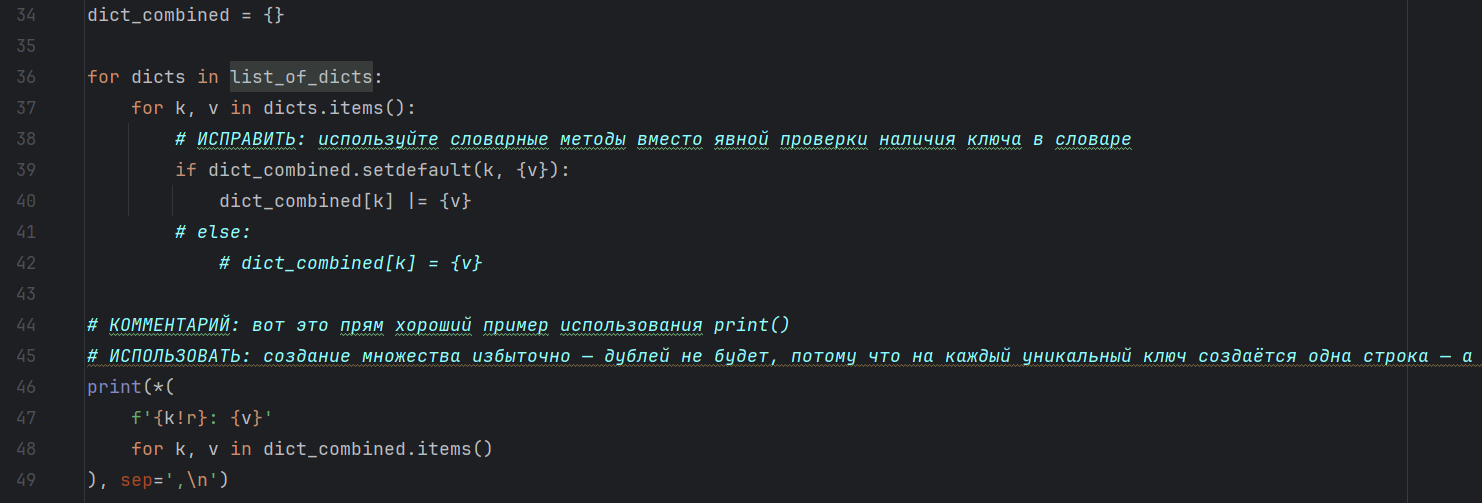 34 dict_combined = {}
35
36 for dicts in list_of_dicts:
37     for k, v in dicts.items():
38         # ИСПРАВИТЬ: используйте словарные методы вместо явной проверки наличия ключа в словаре
39         if dict_combined.setdefault(k, {v}):
40             dict_combined[k] |= {v}
41         # else:
42             # dict_combined[k] = {v}
43
44 # КОММЕНТАРИЙ: вот это прям хороший пример использования print()
45 # ИСПОЛЬЗОВАТЬ: создание множества избыточно — дублей не будет, потому что на каждый уникальный ключ создаётся одна строка — а
46 print(*(
47     f'{k!r}: {v}'
48     for k, v in dict_combined.items()
49 ), sep=',\n')